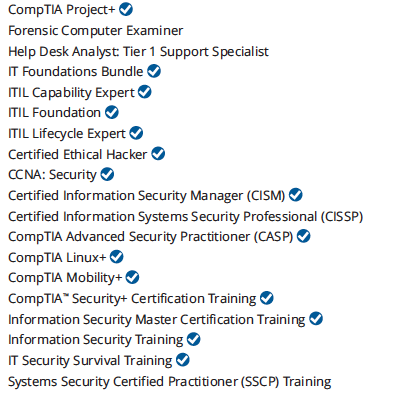 CompTIA Project+
Forensic Computer Examiner
Help Desk Analyst: Tier 1 Support Specialist
IT Foundations Bundle
ITIL Capability Expert
ITIL Foundation
ITIL Lifecycle Expert
Certified Ethical Hacker
CCNA: Security
Certified Information Security Manager (CISM)
Certified Information Systems Security Professional (CISSP)
CompTIA Advanced Security Practitioner (CASP)
CompTIA Linux+
CompTIA Mobility+
CompTIA™ Security+ Certification Training
Information Security Master Certification Training
Information Security Training
IT Security Survival Training
Systems Security Certified Practitioner (SSCP) Training